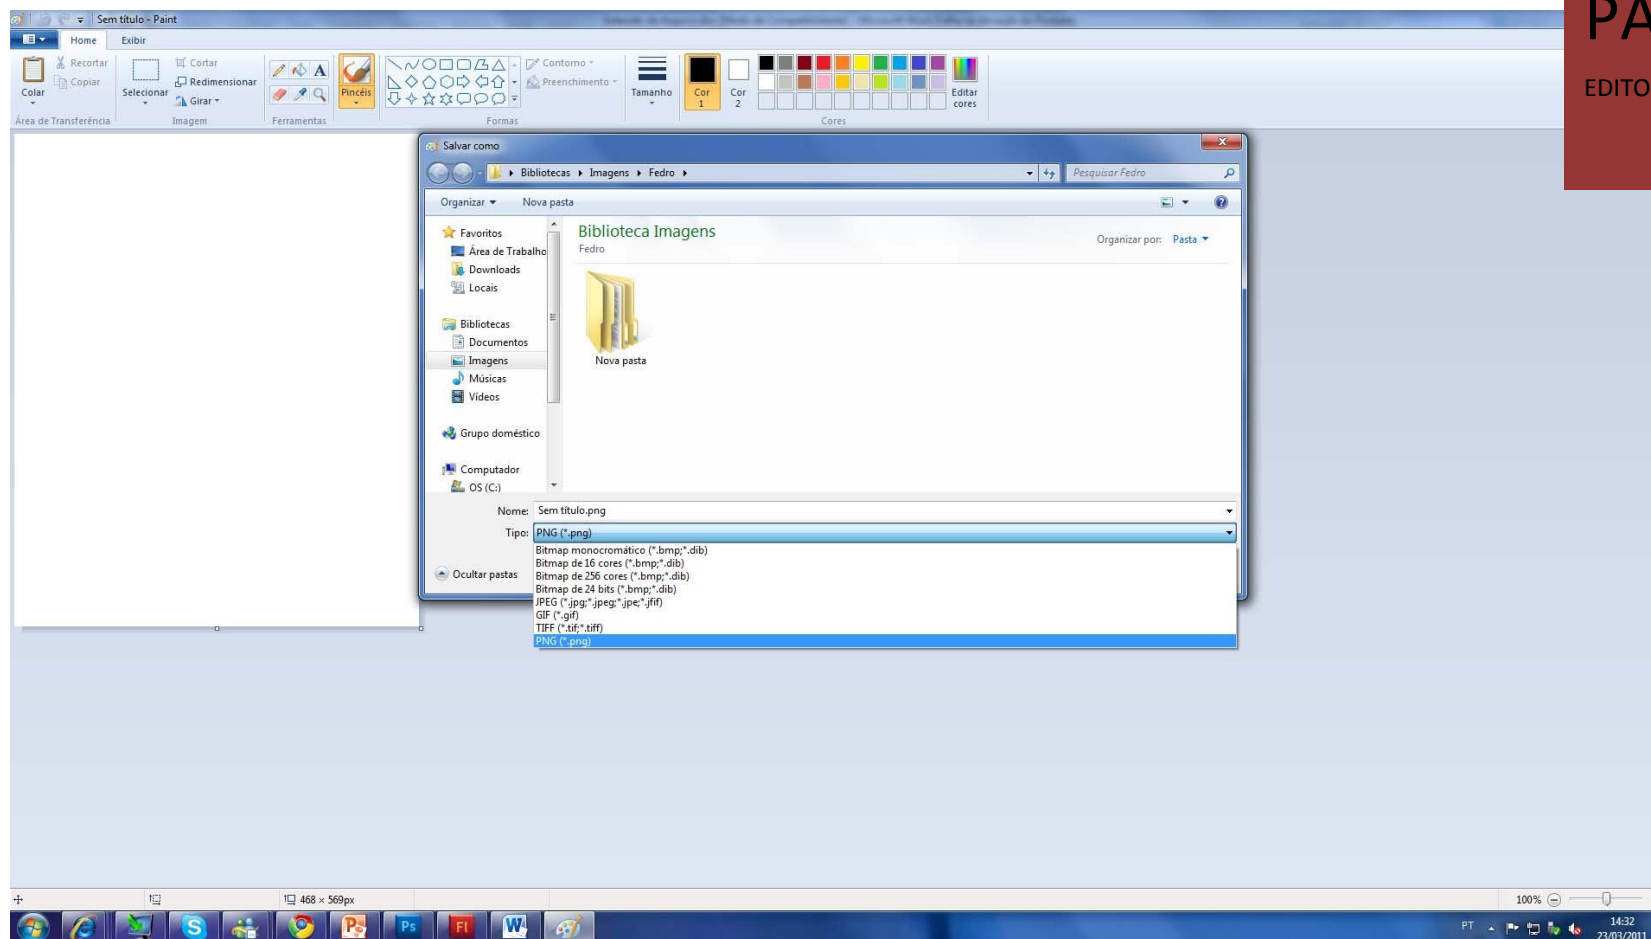 Sem título - Paint
PA
EDITO
Home Exibir
Colar
Recortar
Copiar
Área de Transferência
Selecionar
Cortar
Redimensionar
Girar
Imagem
A
Ferramentas
Pincéis
Contorno
Preenchimento
Formas
Tamanho
Cor 1
Cor 2
Editar cores
Cores
Salvar como
Bibliotecas Imagens Fedro
Pesquisar Fedro
Organizar Nova pasta
Favoritos
Área de Trabalho
Downloads
Locais
Bibliotecas
Documentos
Imagens
Músicas
Vídeos
Grupo doméstico
Computador
OS (C:)
Biblioteca Imagens
Fedro
Organizar por: Pasta
Nova pasta
Nome: Sem título.png
Tipo: PNG (*.png)
Bitmap monocromático (*.bmp;*.dib)
Bitmap de 16 cores (*.bmp;*.dib)
Bitmap de 256 cores (*.bmp;*.dib)
Bitmap de 24 bits (*.bmp;*.dib)
JPEG (*.jpg;*.jpeg;*.jpe;*.jfif)
GIF (*.gif)
TIFF (*.tif;*.tiff)
PNG (*.png)
Ocultar pastas
468 × 569px
100%
Ps
Fl
PT
14:32
23/03/2011